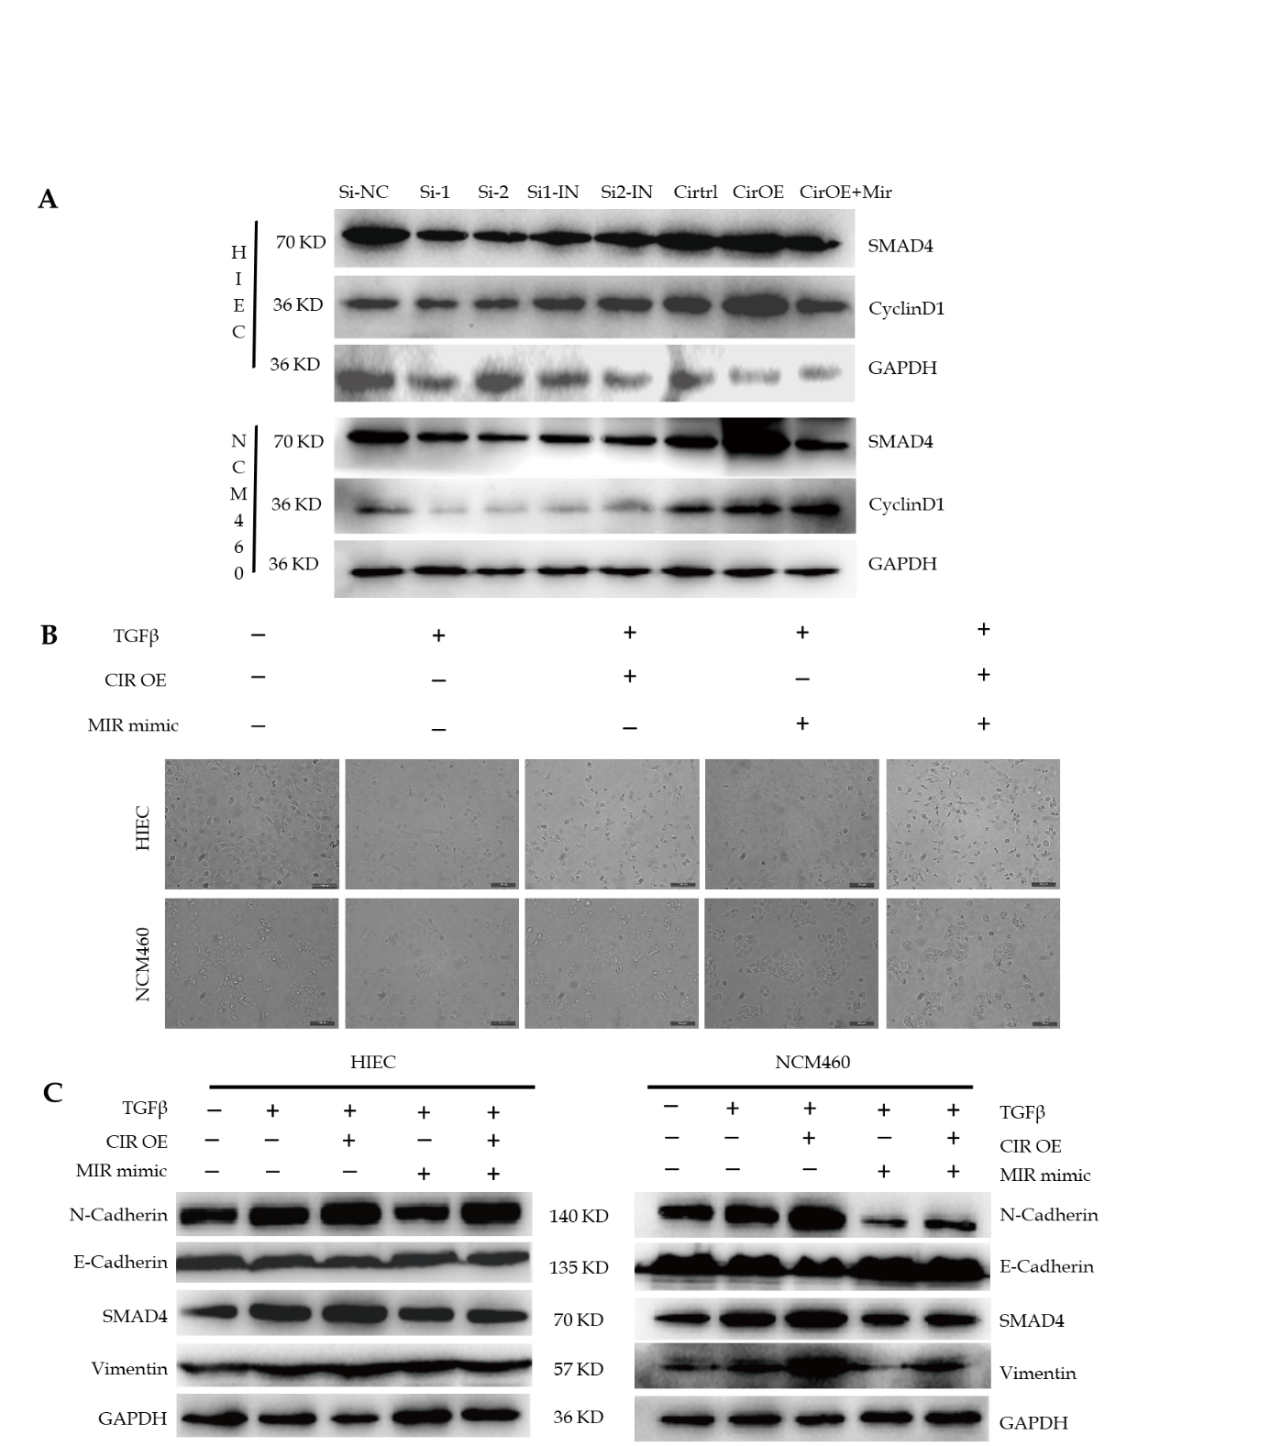 A
Si-NC Si-1 Si-2 Si1-IN Si2-IN Cirtrl CirOE CirOE+Mir
HIEC
70 KD SMAD4
36 KD CyclinD1
36 KD GAPDH
NCM460
70 KD SMAD4
36 KD CyclinD1
36 KD GAPDH
B
TGFβ − + + + +
CIR OE − − + − +
MIR mimic − − − + +
HIEC
NCM460
C
HIEC NCM460
TGFβ − + + + + − + + + + TGFβ
CIR OE − − + − + − − + − + CIR OE
MIR mimic − − − + + − − − + + MIR mimic
N-Cadherin 140 KD N-Cadherin
E-Cadherin 135 KD E-Cadherin
SMAD4 70 KD SMAD4
Vimentin 57 KD Vimentin
GAPDH 36 KD GAPDH